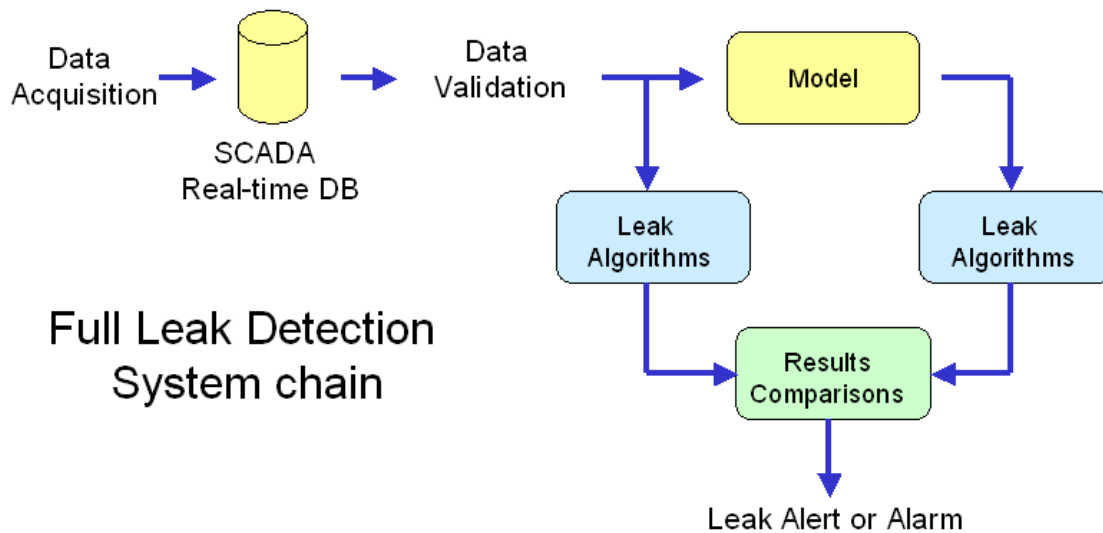 Data
Acquisition
SCADA
Real-time DB
Data
Validation
Model
Leak
Algorithms
Leak
Algorithms
Full Leak Detection
System chain
Results
Comparisons
Leak Alert or Alarm